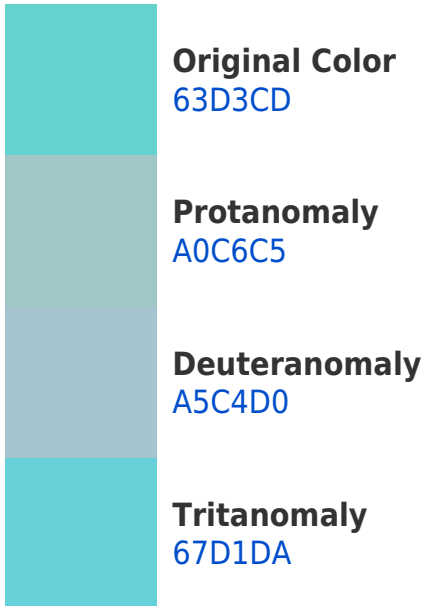 Original Color
63D3CD
Protanomaly
A0C6C5
Deuteranomaly
A5C4D0
Tritanomaly
67D1DA